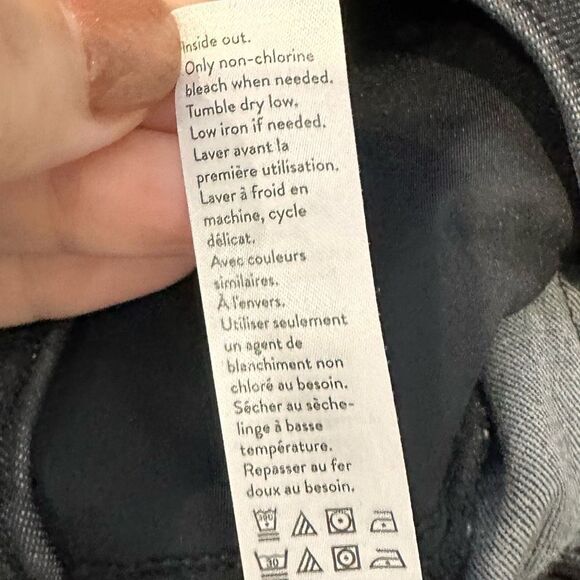 Inside out.
Only non-chlorine
bleach when needed.
Tumble dry low.
Low iron if needed.
Laver avant la
première utilisation.
Laver à froid en
machine, cycle
délicat.
Avec couleurs
similaires.
À l'envers.
Utiliser seulement
un agent de
blanchiment non
chloré au besoin.
Sécher au sèche-
linge à basse
température.
Repasser au fer
doux au besoin.
30